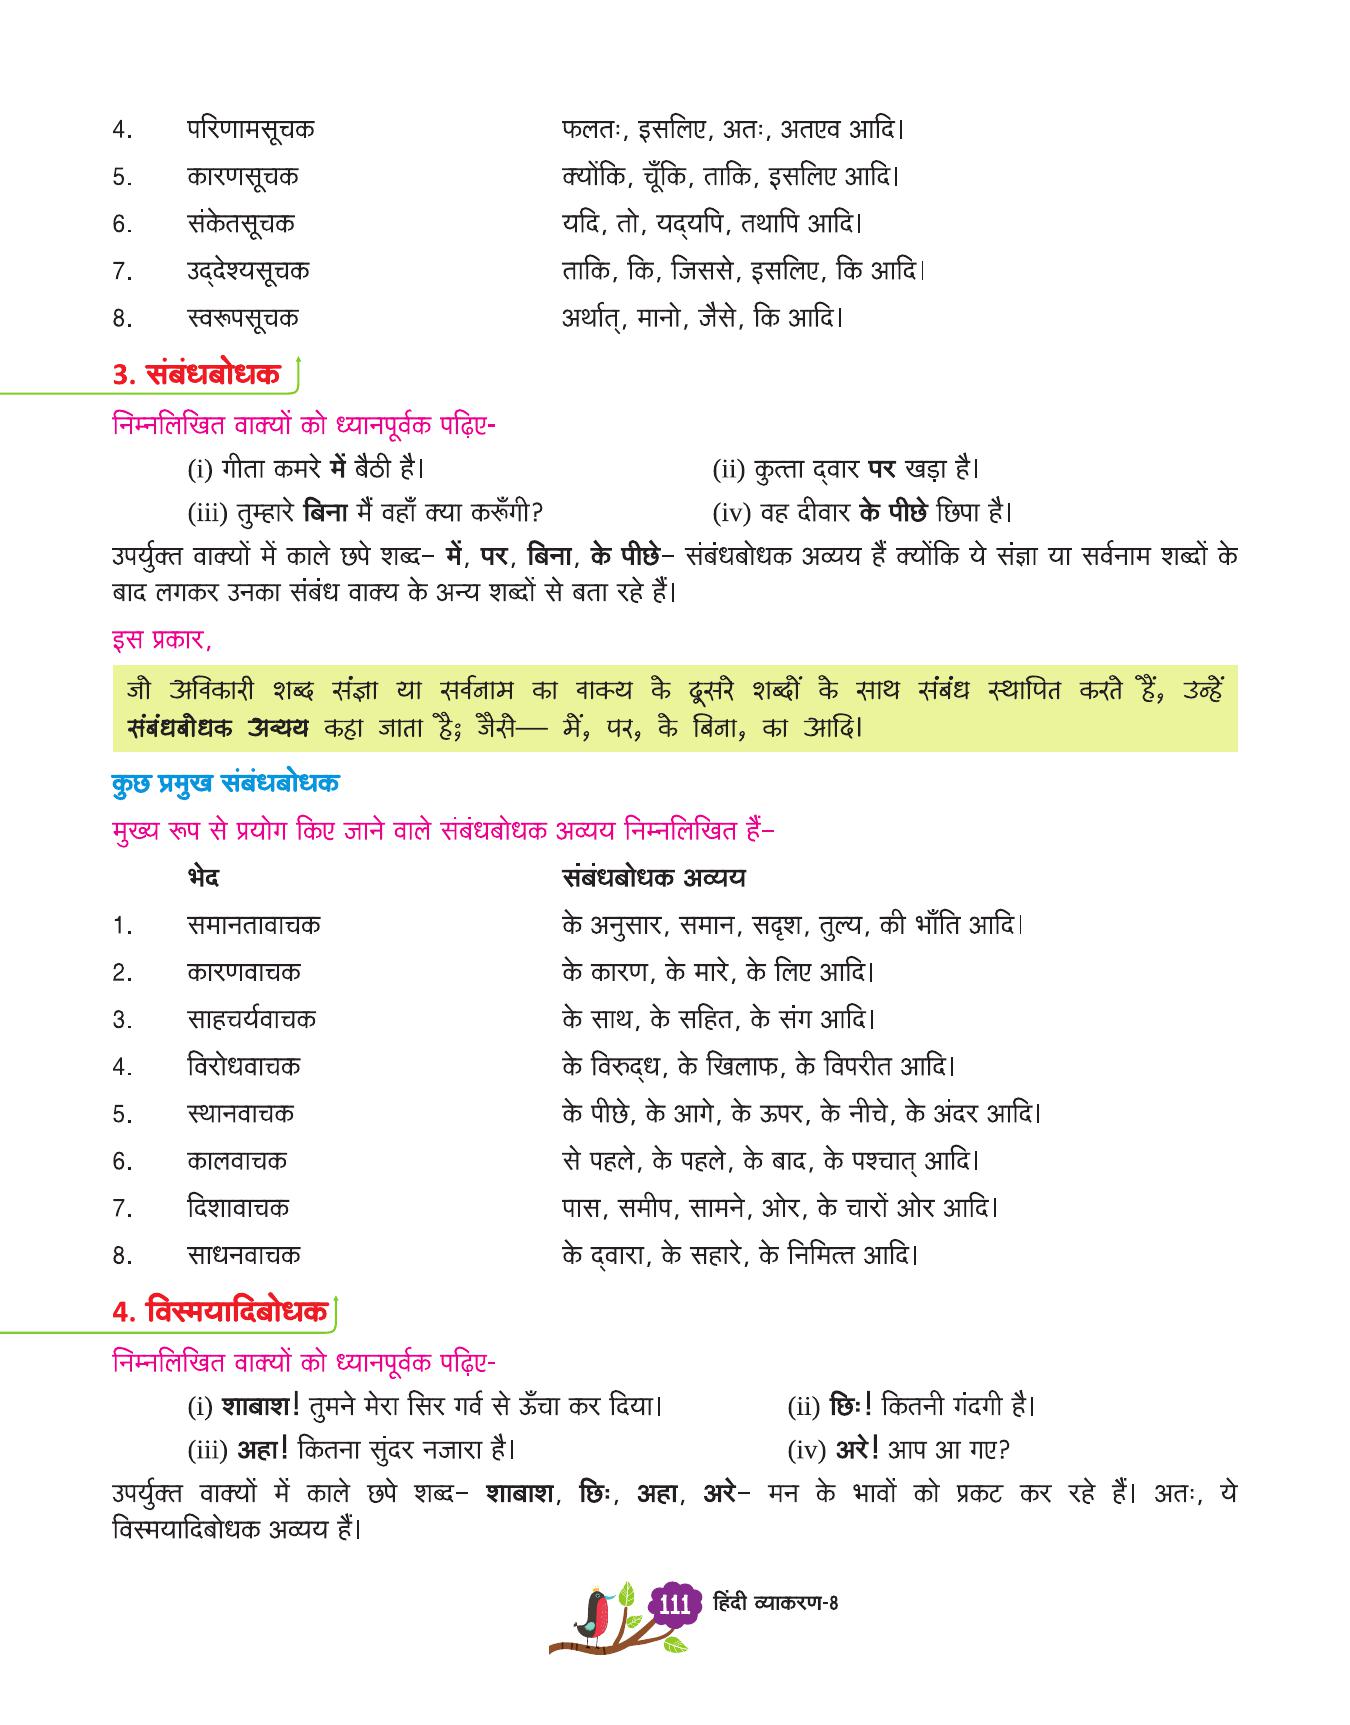 4. परिणामसूचक फलतः, इसलिए, अतः, अतएव आदि।
5. कारणसूचक क्योंकि, चूँकि, ताकि, इसलिए आदि।
6. संकेतसूचक यदि, तो, यद्‌यपि, तथापि आदि।
7. उद्‌देश्यसूचक ताकि, कि, जिससे, इसलिए, कि आदि।
8. स्वरूपसूचक अर्थात्, मानो, जैसे, कि आदि।
3. संबंधबोधक
निम्नलिखित वाक्यों को ध्यानपूर्वक पढ़िए-
(i) गीता कमरे में बैठी है। (ii) कुत्ता द्‌वार पर खड़ा है।
(iii) तुम्हारे बिना मैं वहाँ क्या करूँगी? (iv) वह दीवार के पीछे छिपा है।
उपर्युक्त वाक्यों में काले छपे शब्द– में, पर, बिना, के पीछे– संबंधबोधक अव्यय हैं क्योंकि ये संज्ञा या सर्वनाम शब्दों के
बाद लगकर उनका संबंध वाक्य के अन्य शब्दों से बता रहे हैं।
इस प्रकार,
जो अविकारी शब्द संज्ञा या सर्वनाम का वाक्य के दूसरे शब्दों के साथ संबंध स्थापित करते हैं, उन्हें
संबंधबोधक अव्यय कहा जाता है; जैसे— में, पर, के बिना, का आदि।
कुछ प्रमुख संबंधबोधक
मुख्य रूप से प्रयोग किए जाने वाले संबंधबोधक अव्यय निम्नलिखित हैं–
भेद संबंधबोधक अव्यय
1. समानतावाचक के अनुसार, समान, सदृश, तुल्य, की भाँति आदि।
2. कारणवाचक के कारण, के मारे, के लिए आदि।
3. साहचर्यवाचक के साथ, के सहित, के संग आदि।
4. विरोधवाचक के विरुद्‌ध, के खिलाफ, के विपरीत आदि।
5. स्थानवाचक के पीछे, के आगे, के ऊपर, के नीचे, के अंदर आदि।
6. कालवाचक से पहले, के पहले, के बाद, के पश्चात् आदि।
7. दिशावाचक पास, समीप, सामने, ओर, के चारों ओर आदि।
8. साधनवाचक के द्‌वारा, के सहारे, के निमित्त आदि।
4. विस्मयादिबोधक
निम्नलिखित वाक्यों को ध्यानपूर्वक पढ़िए-
(i) शाबाश! तुमने मेरा सिर गर्व से ऊँचा कर दिया। (ii) छिः! कितनी गंदगी है।
(iii) अहा! कितना सुंदर नजारा है। (iv) अरे! आप आ गए?
उपर्युक्त वाक्यों में काले छपे शब्द– शाबाश, छिः, अहा, अरे– मन के भावों को प्रकट कर रहे हैं। अतः, ये
विस्मयादिबोधक अव्यय हैं।
111 हिंदी व्याकरण-8